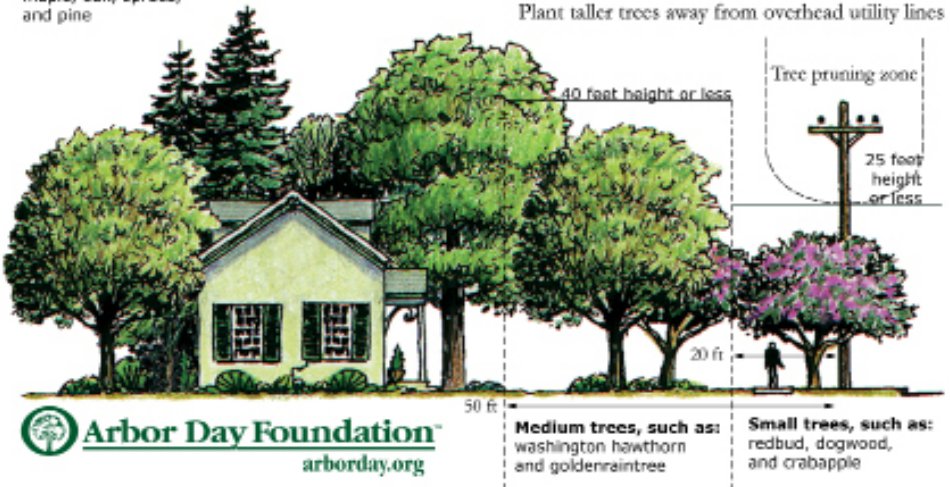 and pine
Plant taller trees away from overhead utility lines
Tree pruning zone
40 feet height or less
25 feet
height
or less
20 ft
50 ft
Medium trees, such as:
washington hawthorn
and goldenraintree
Small trees, such as:
redbud, dogwood,
and crabapple
Arbor Day Foundation™
arborday.org